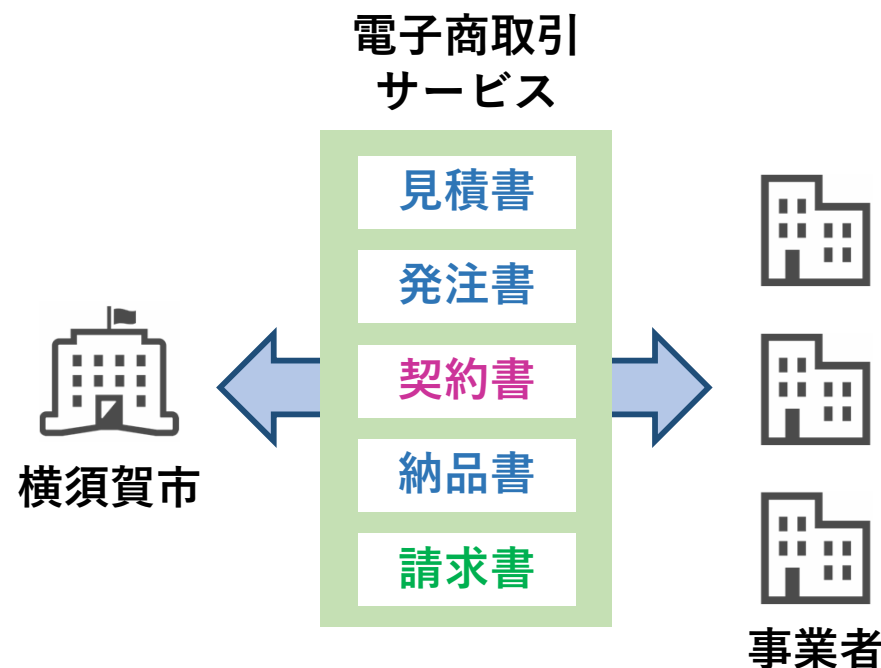 電子商取引
サービス
見積書
発注書
契約書
納品書
請求書
横須賀市
事業者